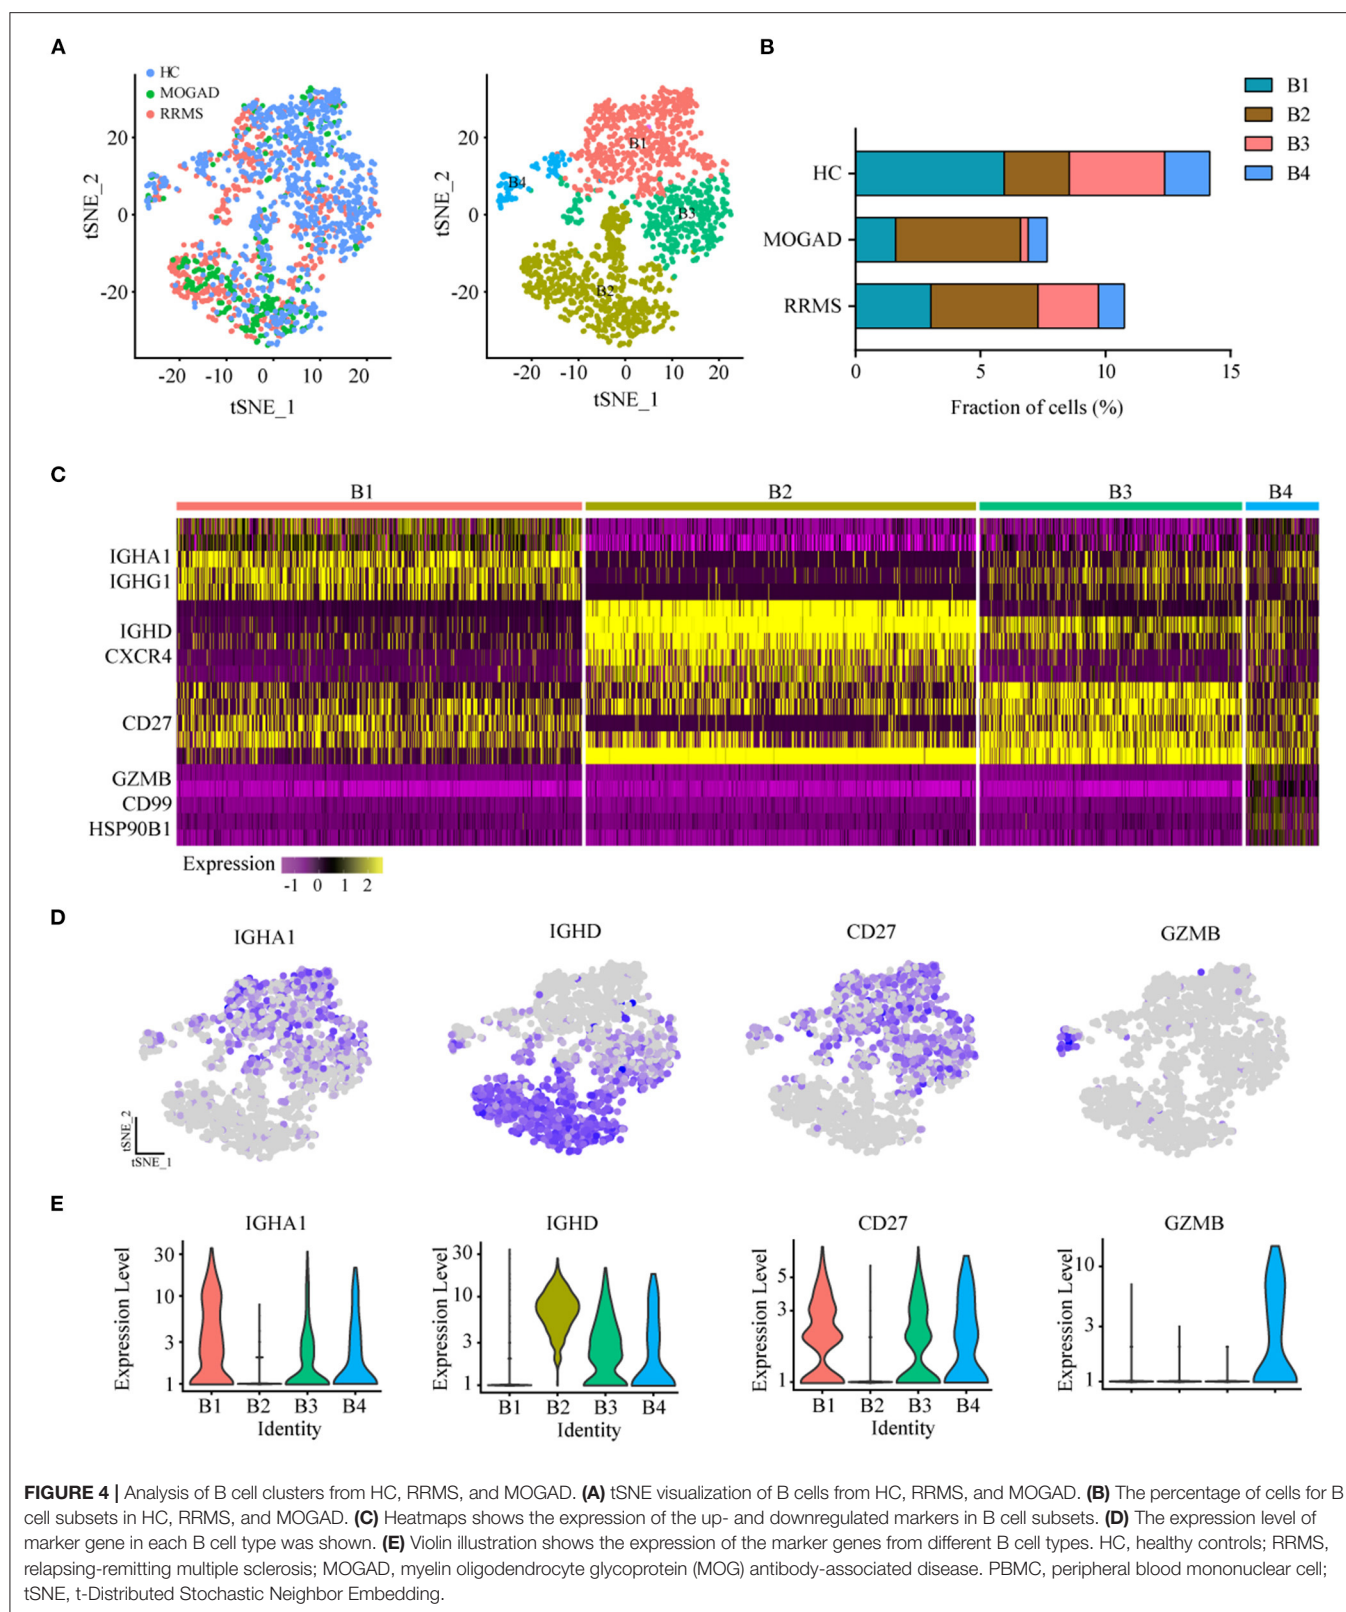 A
HC
MOGAD
RRMS
20
0
-20
tSNE_2
-20
-10
0
10
20
tSNE_1
20
0
-20
tSNE_2
B1
B4
B3
B2
-20
-10
0
10
20
tSNE_1
B
B1
B2
B3
B4
HC
MOGAD
RRMS
0
5
10
15
Fraction of cells (%)
C
B1
B2
B3
B4
IGHA1
IGHG1
IGHD
CXCR4
CD27
GZMB
CD99
HSP90B1
Expression
-1 0 1 2
D
IGHA1
IGHD
CD27
GZMB
tSNE_2
tSNE_1
E
IGHA1
Expression Level
30
10
3
1
B1 B2 B3 B4
Identity
IGHD
Expression Level
30
10
3
1
B1 B2 B3 B4
Identity
CD27
Expression Level
5
3
1
B1 B2 B3 B4
Identity
GZMB
Expression Level
10
3
1
FIGURE 4 | Analysis of B cell clusters from HC, RRMS, and MOGAD. (A) tSNE visualization of B cells from HC, RRMS, and MOGAD. (B) The percentage of cells for B
cell subsets in HC, RRMS, and MOGAD. (C) Heatmaps shows the expression of the up- and downregulated markers in B cell subsets. (D) The expression level of
marker gene in each B cell type was shown. (E) Violin illustration shows the expression of the marker genes from different B cell types. HC, healthy controls; RRMS,
relapsing-remitting multiple sclerosis; MOGAD, myelin oligodendrocyte glycoprotein (MOG) antibody-associated disease. PBMC, peripheral blood mononuclear cell;
tSNE, t-Distributed Stochastic Neighbor Embedding.